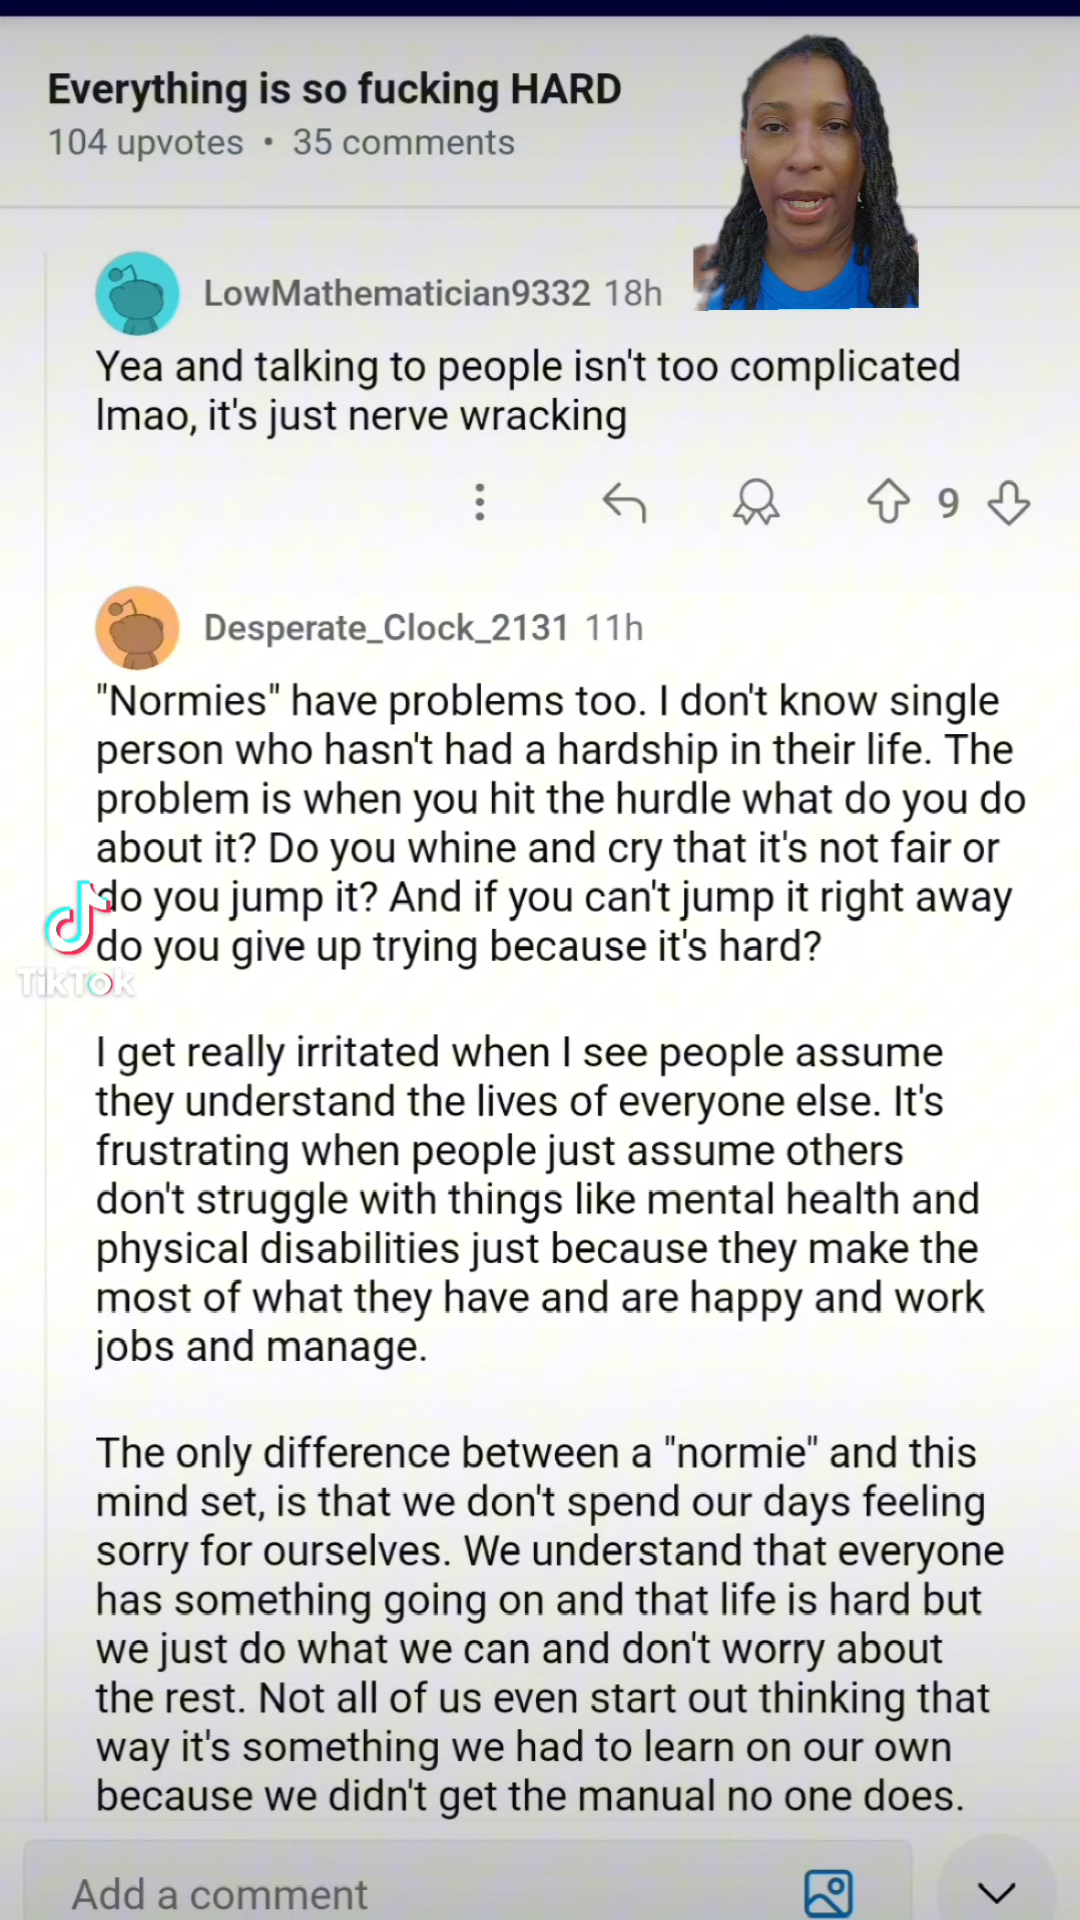 Everything is so fucking HARD
104 upvotes • 35 comments
LowMathematician9332 18h
Yea and talking to people isn't too complicated
lmao, it's just nerve wracking
9
Desperate_Clock_2131 11h
"Normies" have problems too. I don't know single
person who hasn't had a hardship in their life. The
problem is when you hit the hurdle what do you do
about it? Do you whine and cry that it's not fair or
do you jump it? And if you can't jump it right away
do you give up trying because it's hard?
TikTok
I get really irritated when I see people assume
they understand the lives of everyone else. It's
frustrating when people just assume others
don't struggle with things like mental health and
physical disabilities just because they make the
most of what they have and are happy and work
jobs and manage.
The only difference between a "normie" and this
mind set, is that we don't spend our days feeling
sorry for ourselves. We understand that everyone
has something going on and that life is hard but
we just do what we can and don't worry about
the rest. Not all of us even start out thinking that
way it's something we had to learn on our own
because we didn't get the manual no one does.
Add a comment